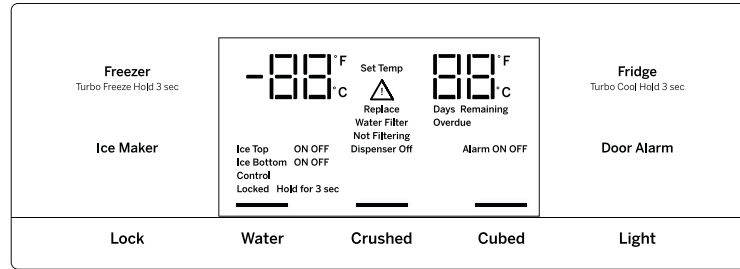 Freezer
Turbo Freeze Hold 3 sec
Ice Maker
-88 °F °C
Set Temp
88 °F °C
Replace
Water Filter
Not Filtering
Dispenser Off
Days Remaining
Overdue
Ice Top ON OFF
Ice Bottom ON OFF
Control
Locked Hold for 3 sec
Alarm ON OFF
Fridge
Turbo Cool Hold 3 sec
Door Alarm
Lock Water Crushed Cubed Light